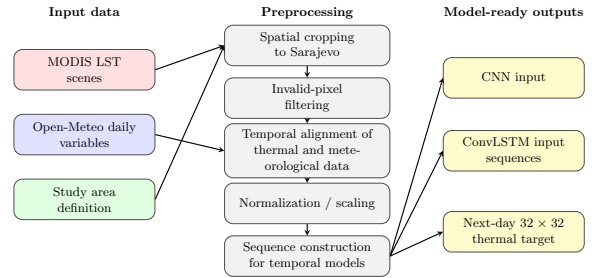 Input data
MODIS LST
scenes
Open-Meteo daily
variables
Study area
definition
Preprocessing
Spatial cropping
to Sarajevo
Invalid-pixel
filtering
Temporal alignment of
thermal and mete-
orological data
Normalization / scaling
Sequence construction
for temporal models
Model-ready outputs
CNN input
ConvLSTM input
sequences
Next-day 32 × 32
thermal target